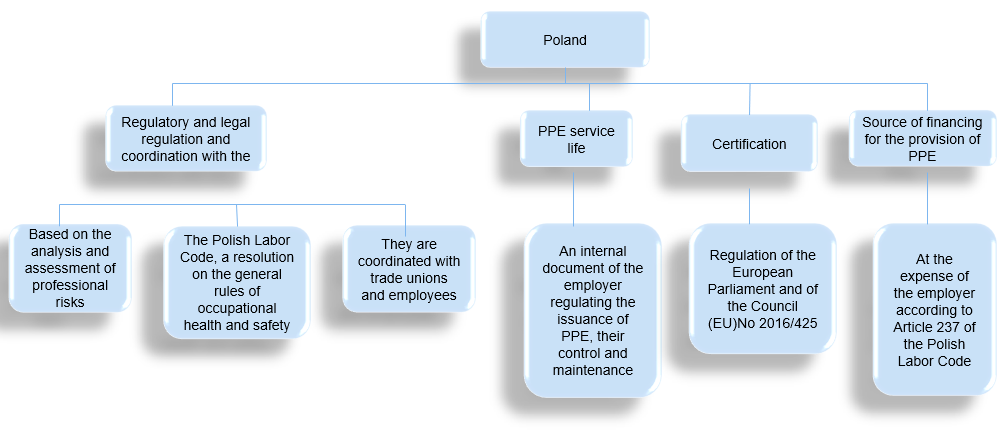 Poland
Regulatory and legal
regulation and
coordination with the
PPE service
life
Certification
Source of financing
for the provision of
PPE
Based on the
analysis and
assessment of
professional
risks
The Polish Labor
Code, a resolution
on the general
rules of
occupational
health and safety
They are
coordinated with
trade unions
and employees
An internal
document of the
employer
regulating the
issuance of
PPE, their
control and
maintenance
Regulation of the
European
Parliament and of
the Council
(EU)No 2016/425
At the
expense of
the employer
according to
Article 237 of
the Polish
Labor Code